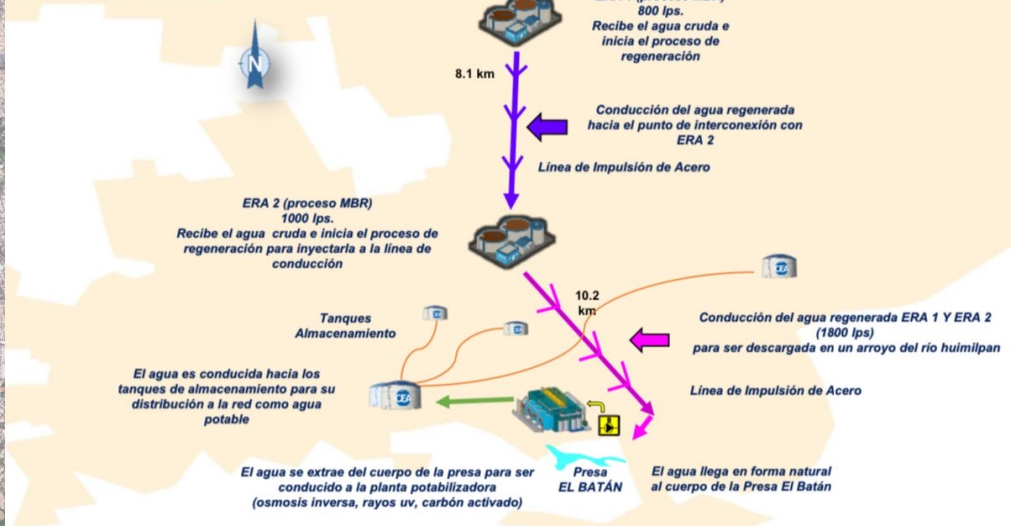 800 lps.
Recibe el agua cruda e
inicia el proceso de
regeneración
N
8.1 km
Conducción del agua regenerada
hacia el punto de interconexión con
ERA 2
Línea de Impulsión de Acero
ERA 2 (proceso MBR)
1000 lps.
Recibe el agua cruda e inicia el proceso de
regeneración para inyectarla a la línea de
conducción
CEA
10.2
km
Tanques
Almacenamiento
Conducción del agua regenerada ERA 1 Y ERA 2
(1800 lps)
para ser descargada en un arroyo del río huimilpan
El agua es conducida hacia los
tanques de almacenamiento para su
distribución a la red como agua
potable
CEA
Línea de Impulsión de Acero
El agua se extrae del cuerpo de la presa para ser
conducido a la planta potabilizadora
(osmosis inversa, rayos uv, carbón activado)
Presa
EL BATÁN
El agua llega en forma natural
al cuerpo de la Presa El Batán